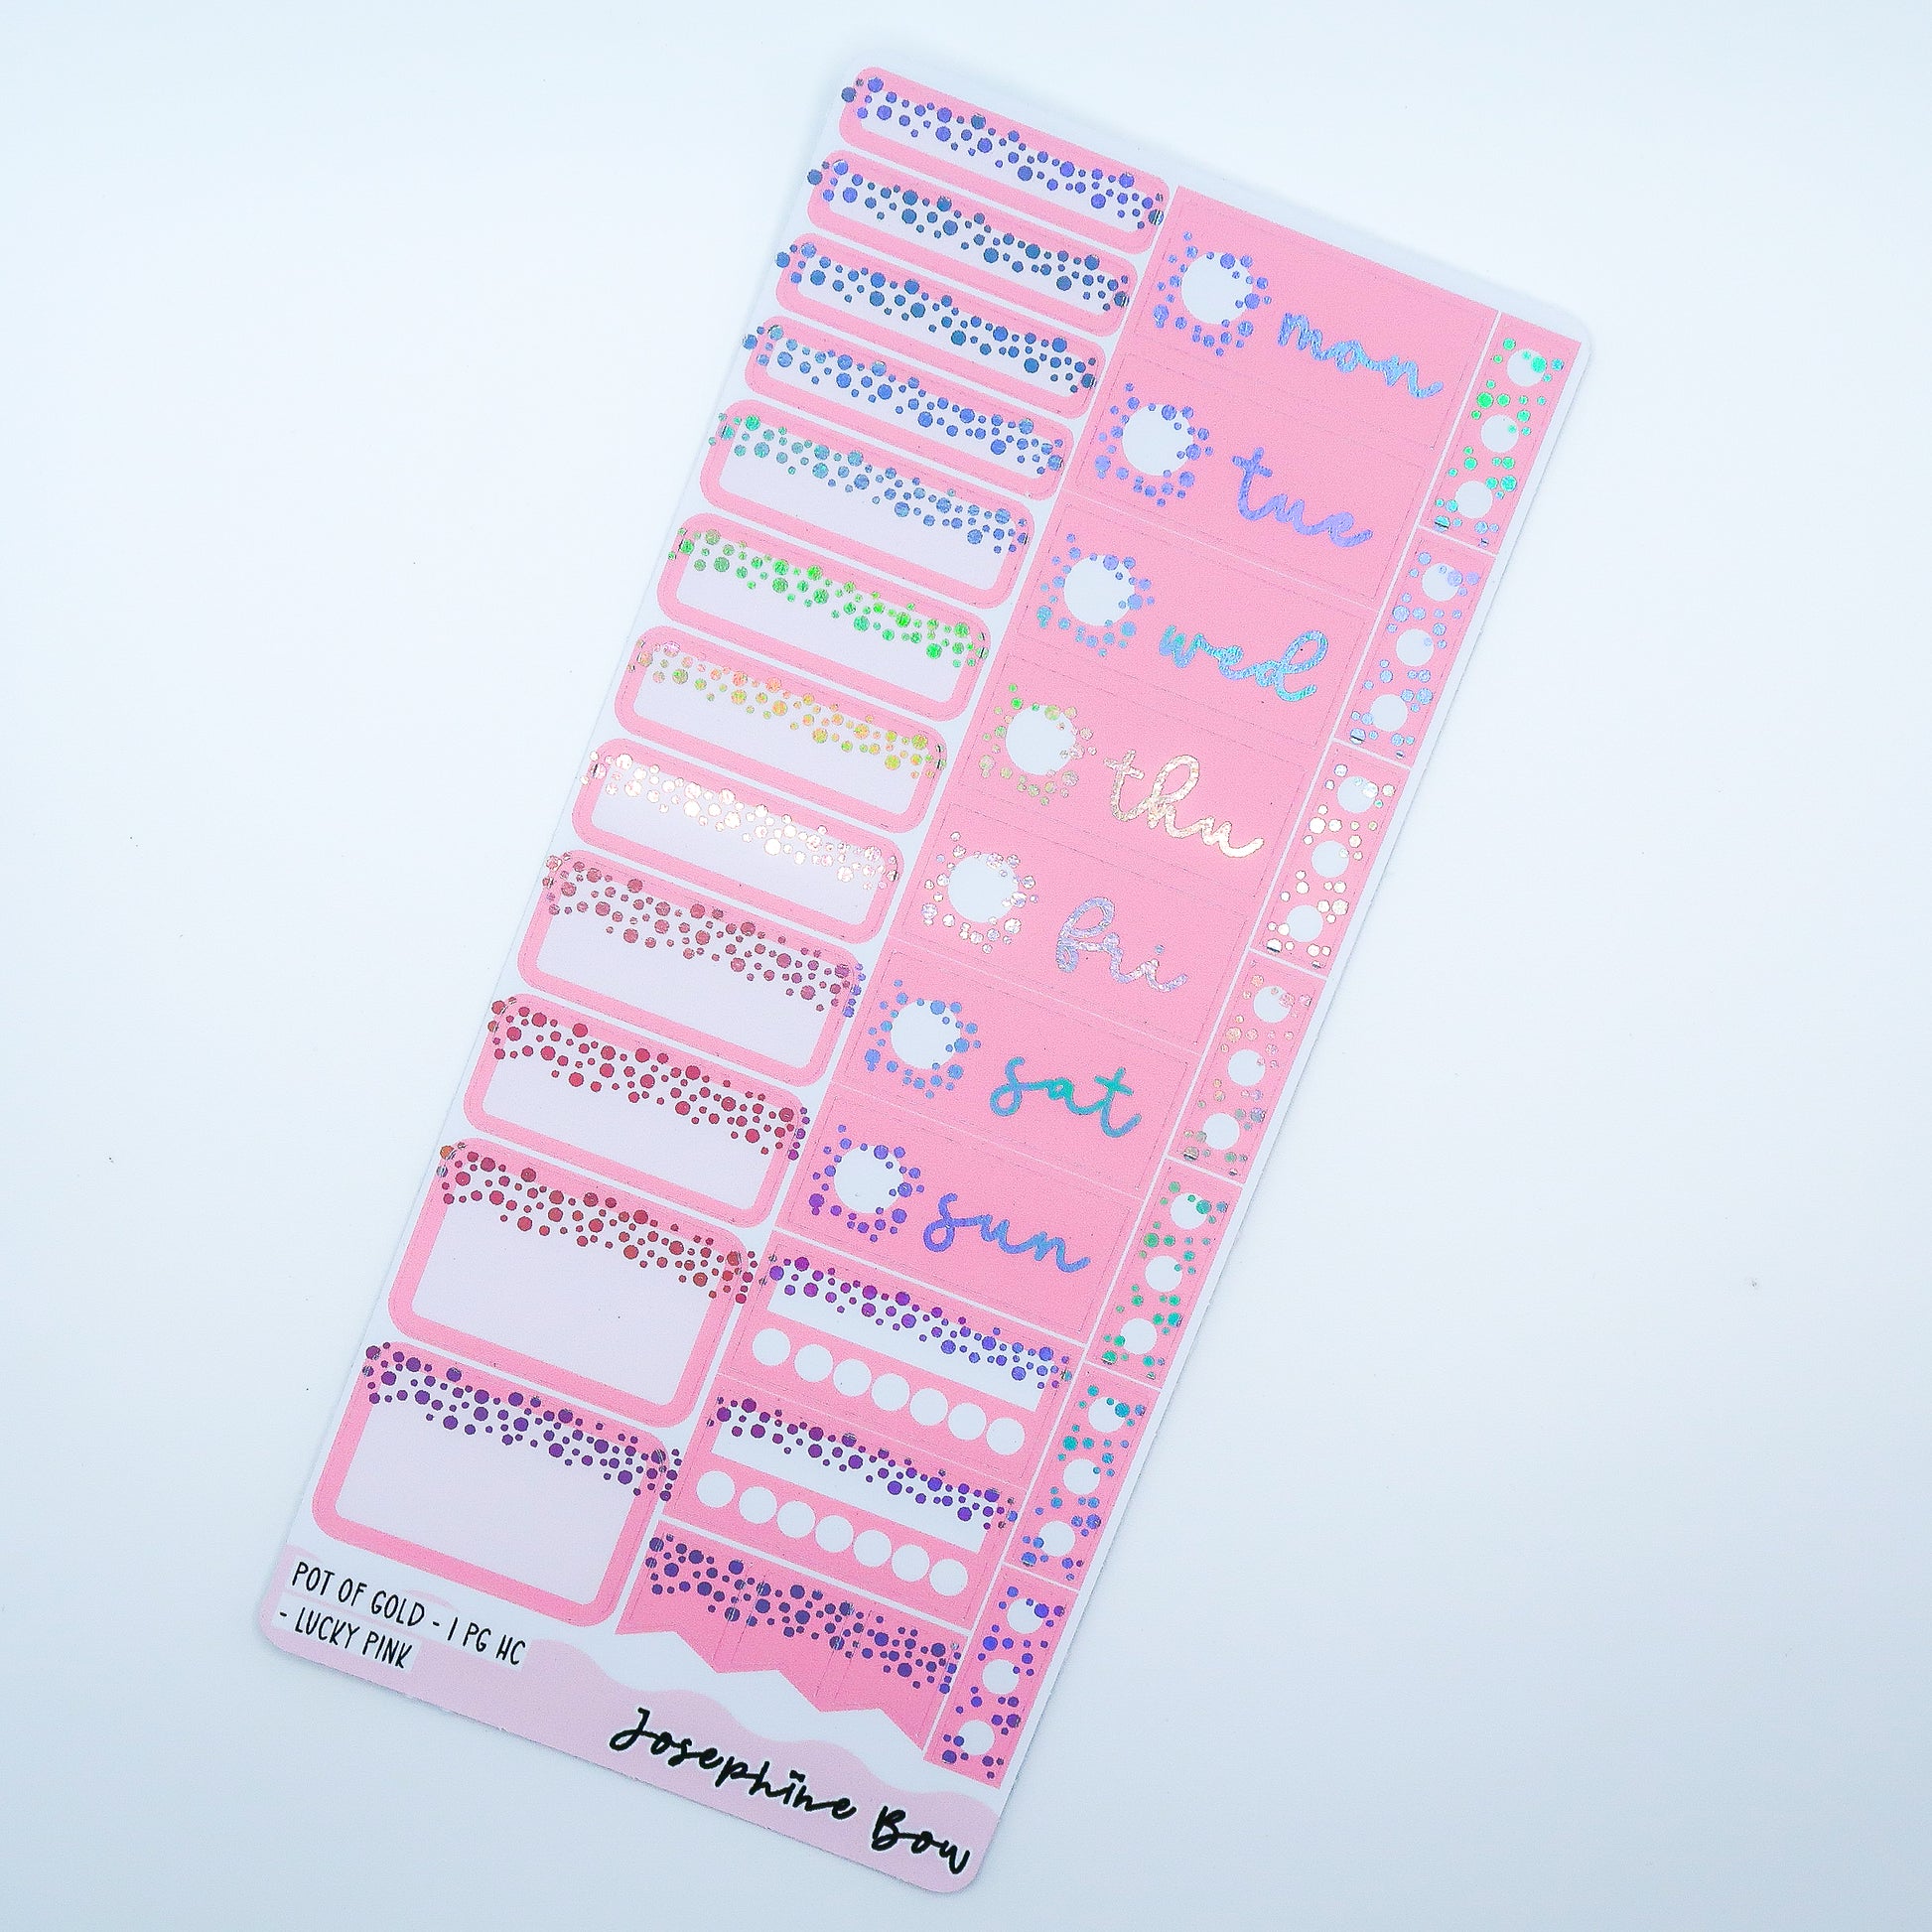 mon
tue
wed
thu
fri
sat
sun
POT OF GOLD - 1 PG HC
- LUCKY PINK
Josephine Bow